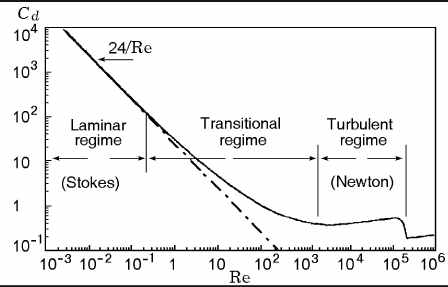 C_d
10^4
24/Re
10^3
10^2
Laminar regime
Transitional regime
Turbulent regime
10
(Stokes)
(Newton)
1
10^-1
10^-3 10^-2 10^-1 1 10 10^2 10^3 10^4 10^5 10^6
Re